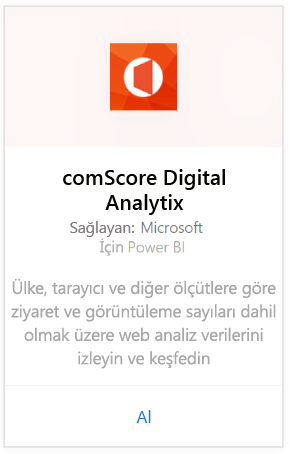 comScore Digital
Analytix
Sağlayan: Microsoft
İçin Power BI
Ülke, tarayıcı ve diğer ölçütlere göre
ziyaret ve görüntüleme sayıları dahil
olmak üzere web analiz verilerini
izleyin ve keşfedin
Al